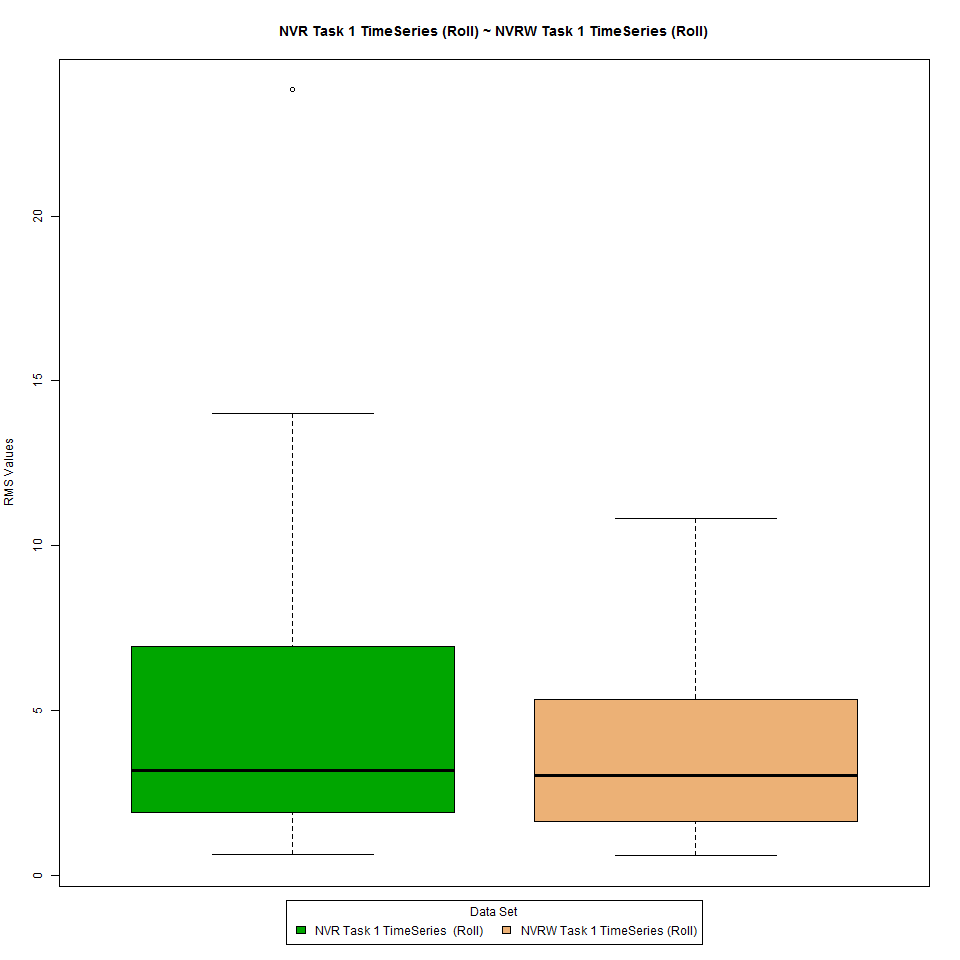 NVR Task 1 TimeSeries (Roll) ~ NVRW Task 1 TimeSeries (Roll)
20
15
10
5
0
RMS Values
Data Set
NVR Task 1 TimeSeries (Roll) NVRW Task 1 TimeSeries (Roll)